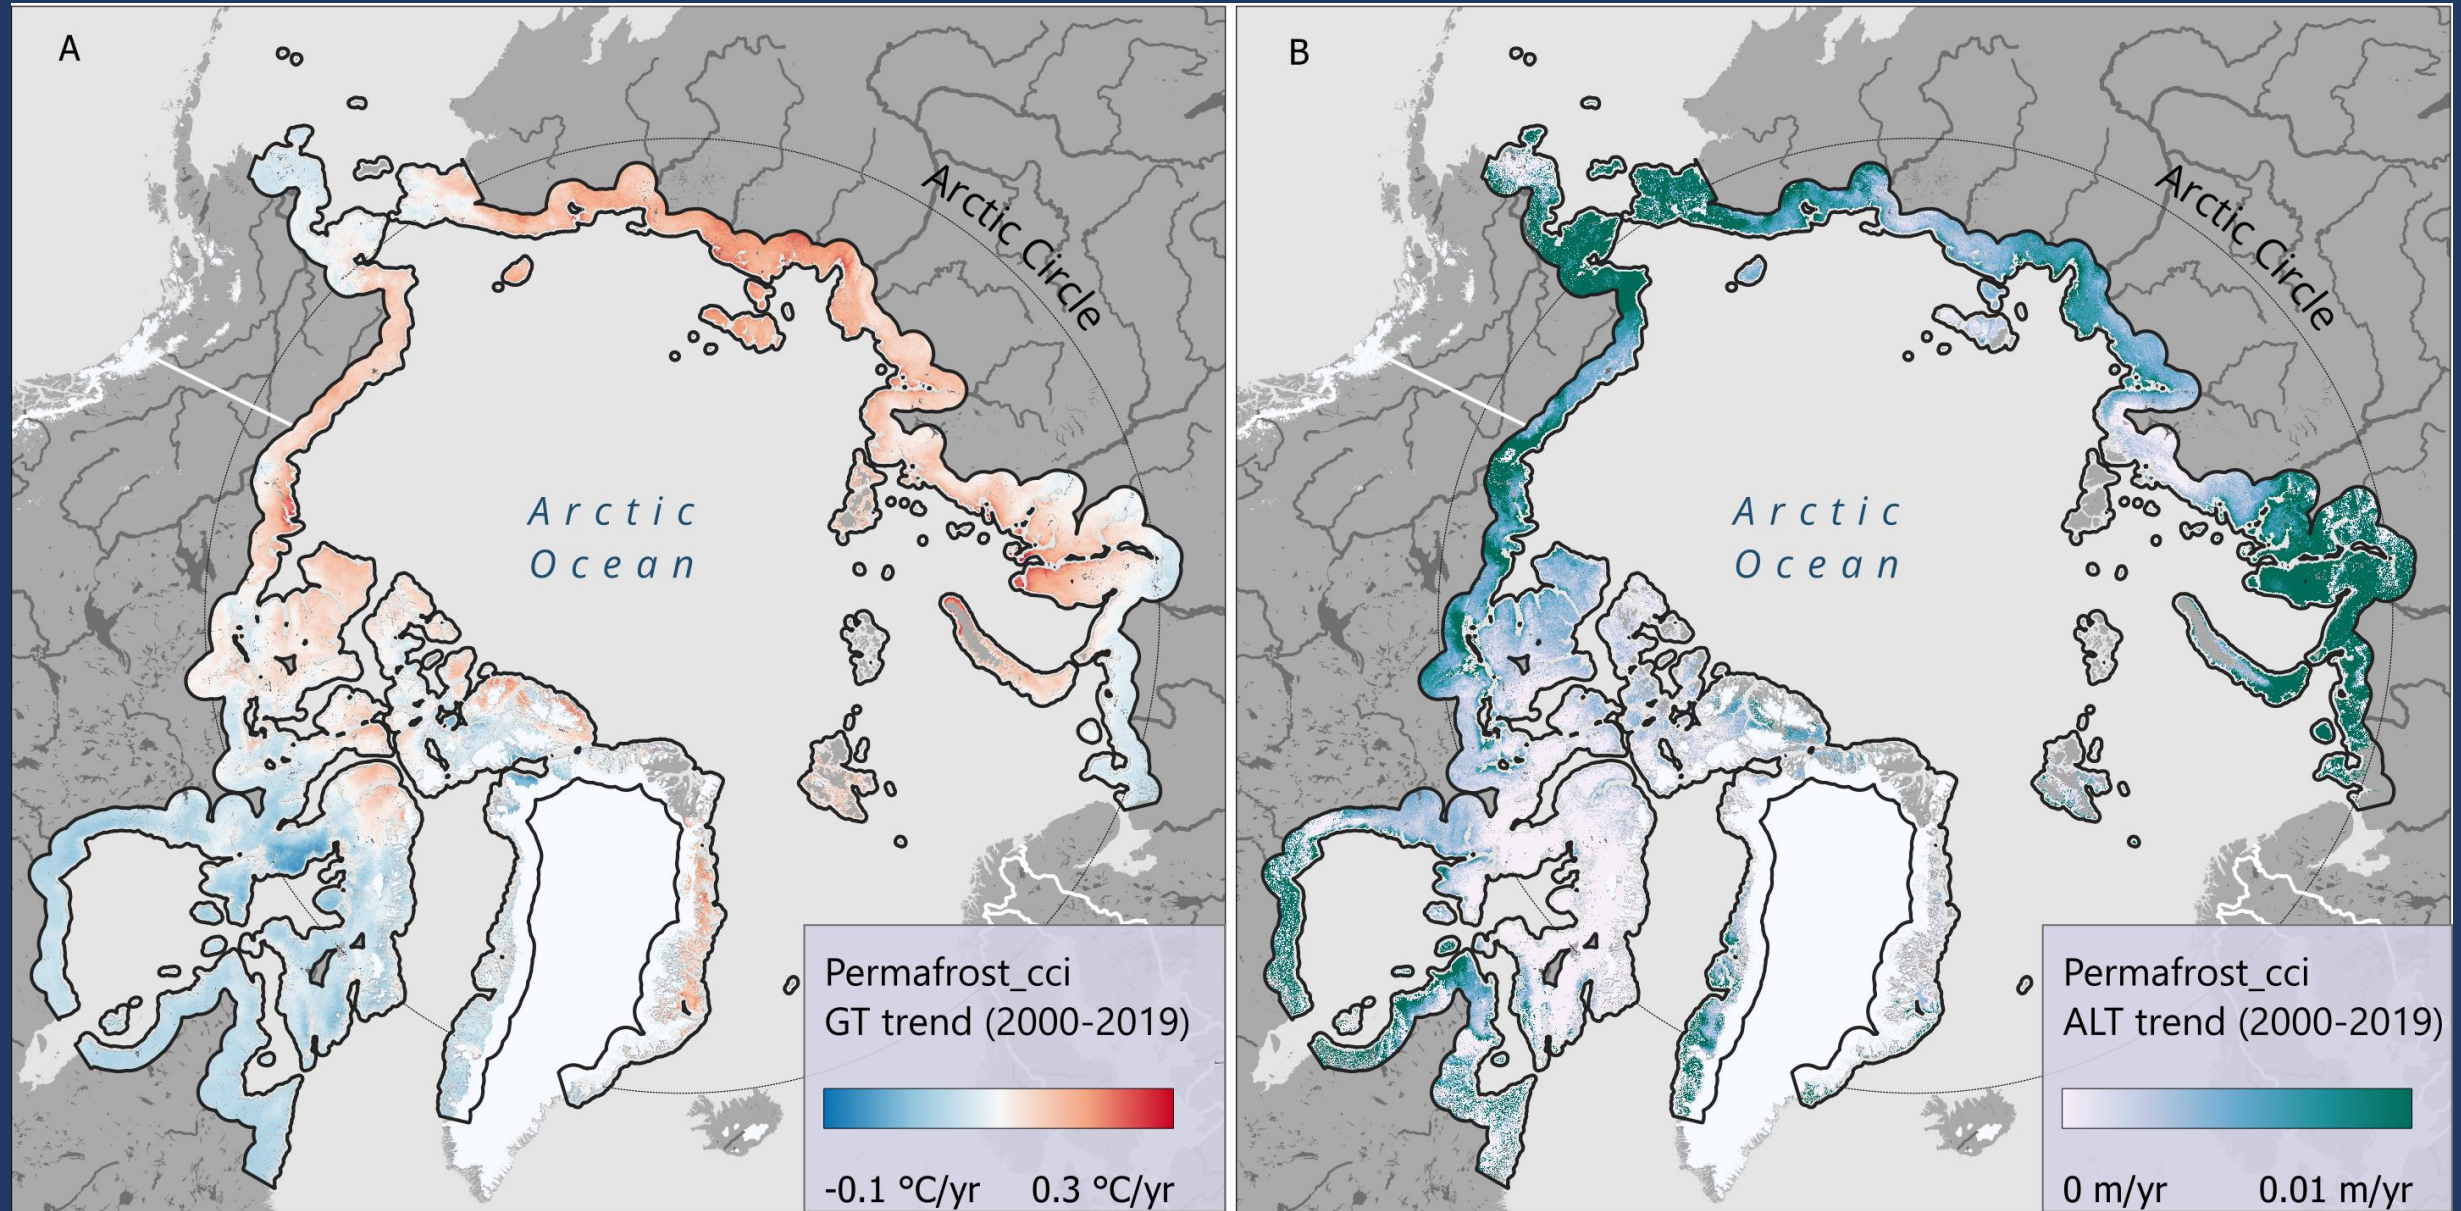 A
Arctic Circle
Arctic
Ocean
Permafrost_cci
GT trend (2000-2019)
-0.1 °C/yr 0.3 °C/yr
B
Arctic Circle
Arctic
Ocean
Permafrost_cci
ALT trend (2000-2019)
0 m/yr 0.01 m/yr